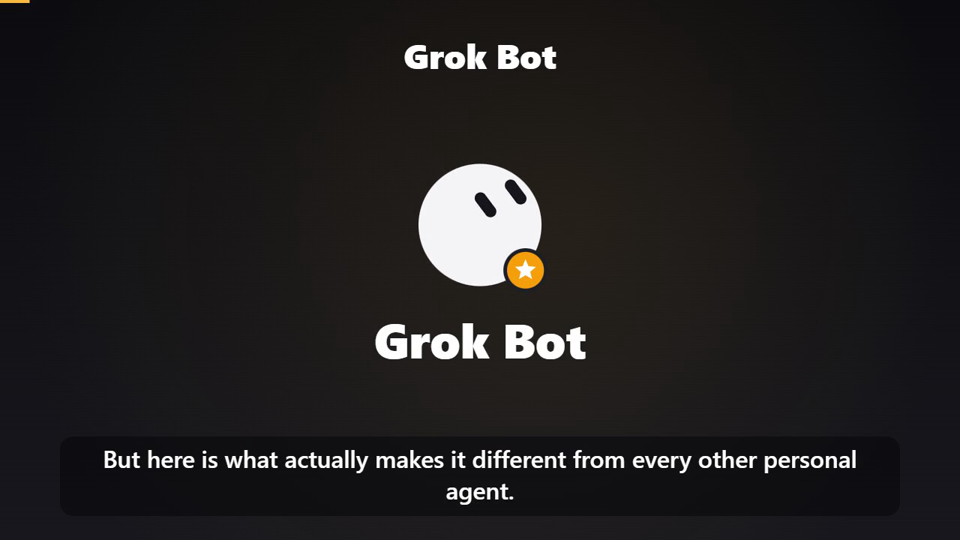 Grok Bot
Grok Bot
But here is what actually makes it different from every other personal
agent.